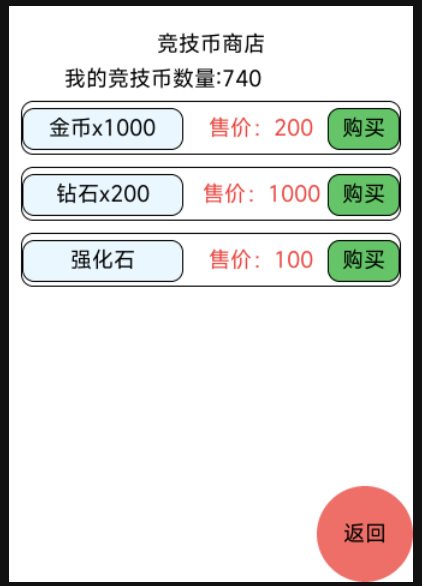 竞技币商店
我的竞技币数量:740
金币x1000 售价：200 购买
钻石x200 售价：1000 购买
强化石 售价：100 购买
返回